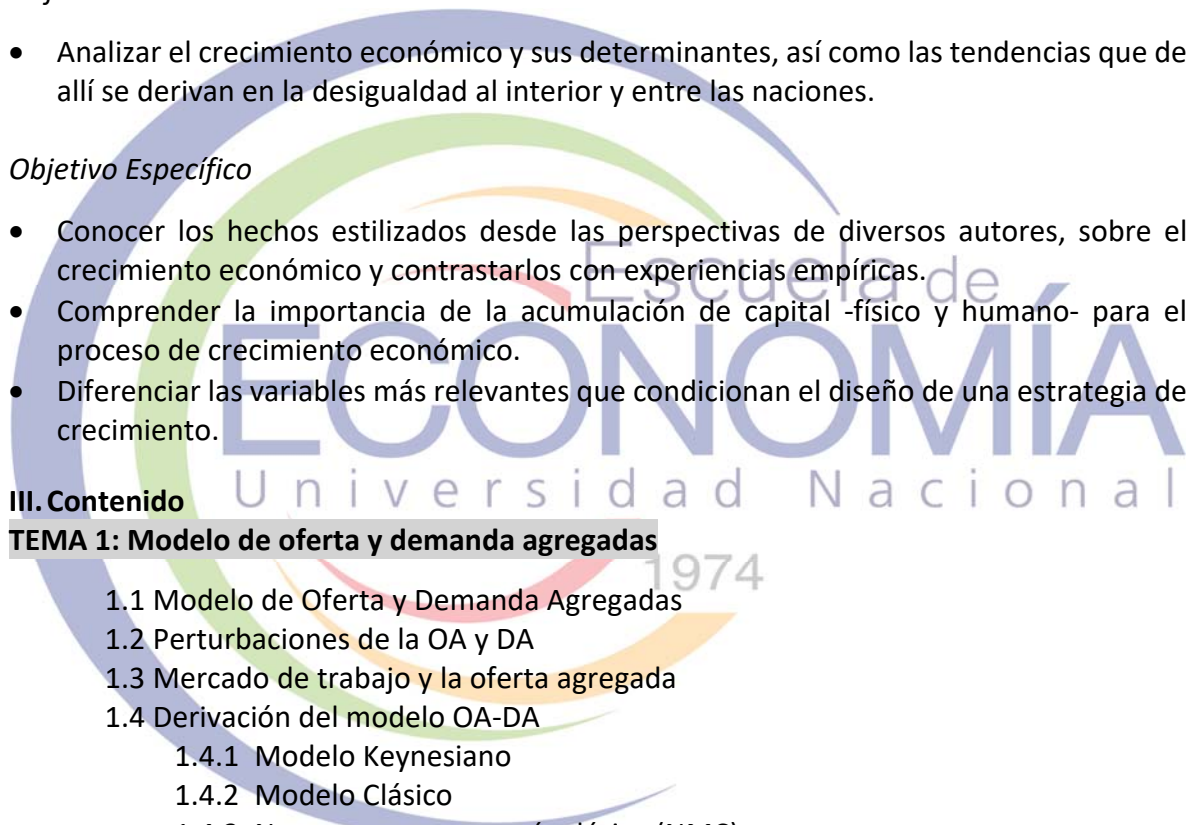 • Analizar el crecimiento económico y sus determinantes, así como las tendencias que de
allí se derivan en la desigualdad al interior y entre las naciones.
Objetivo Específico
• Conocer los hechos estilizados desde las perspectivas de diversos autores, sobre el
crecimiento económico y contrastarlos con experiencias empíricas.
• Comprender la importancia de la acumulación de capital -físico y humano- para el
proceso de crecimiento económico.
• Diferenciar las variables más relevantes que condicionan el diseño de una estrategia de
crecimiento.
Escuela de
ECONOMÍA
Universidad Nacional
1974
III. Contenido
TEMA 1: Modelo de oferta y demanda agregadas
1.1 Modelo de Oferta y Demanda Agregadas
1.2 Perturbaciones de la OA y DA
1.3 Mercado de trabajo y la oferta agregada
1.4 Derivación del modelo OA-DA
1.4.1 Modelo Keynesiano
1.4.2 Modelo Clásico